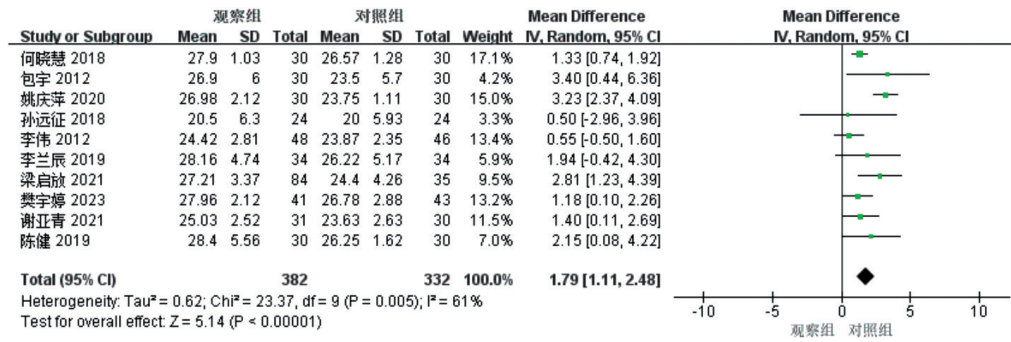 观察组 对照组 Mean Difference Mean Difference
Study or Subgroup Mean SD Total Mean SD Total Weight IV, Random, 95% CI IV, Random, 95% CI
何晓慧 2018 27.9 1.03 30 26.57 1.28 30 17.1% 1.33 [0.74, 1.92]
包宇 2012 26.9 6 30 23.5 5.7 30 4.2% 3.40 [0.44, 6.36]
姚庆萍 2020 26.98 2.12 30 23.75 1.11 30 15.0% 3.23 [2.37, 4.09]
孙远征 2018 20.5 6.3 24 20 5.93 24 3.3% 0.50 [-2.96, 3.96]
李伟 2012 24.42 2.81 48 23.87 2.35 46 13.4% 0.55 [-0.50, 1.60]
李兰辰 2019 28.16 4.74 34 26.22 5.17 34 5.9% 1.94 [-0.42, 4.30]
梁启放 2021 27.21 3.37 84 24.4 4.26 35 9.5% 2.81 [1.23, 4.39]
樊宇婷 2023 27.96 2.12 41 26.78 2.88 43 13.2% 1.18 [0.10, 2.26]
谢亚青 2021 25.03 2.52 31 23.63 2.63 30 11.5% 1.40 [0.11, 2.69]
陈健 2019 28.4 5.56 30 26.25 1.62 30 7.0% 2.15 [0.08, 4.22]
Total (95% CI) 382 332 100.0% 1.79 [1.11, 2.48]
Heterogeneity: Tau² = 0.62; Chi² = 23.37, df = 9 (P = 0.005); I² = 61%
Test for overall effect: Z = 5.14 (P < 0.00001)
-10 -5 0 5 10
观察组 对照组